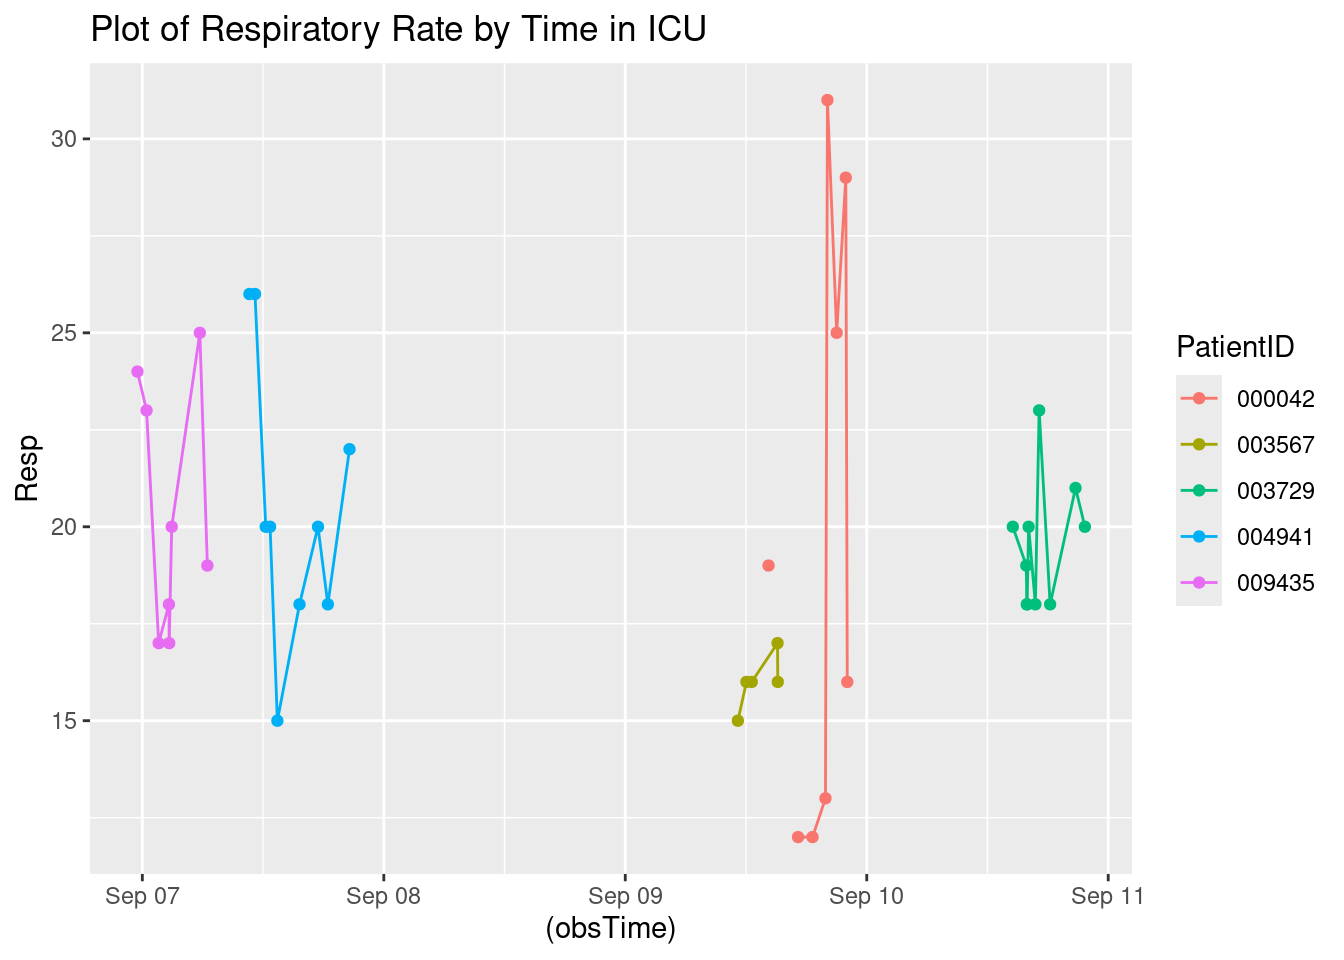 Plot of Respiratory Rate by Time in ICU
30
25
20
15
Resp
Sep 07 Sep 08 Sep 09 Sep 10 Sep 11
(obsTime)
PatientID
000042
003567
003729
004941
009435